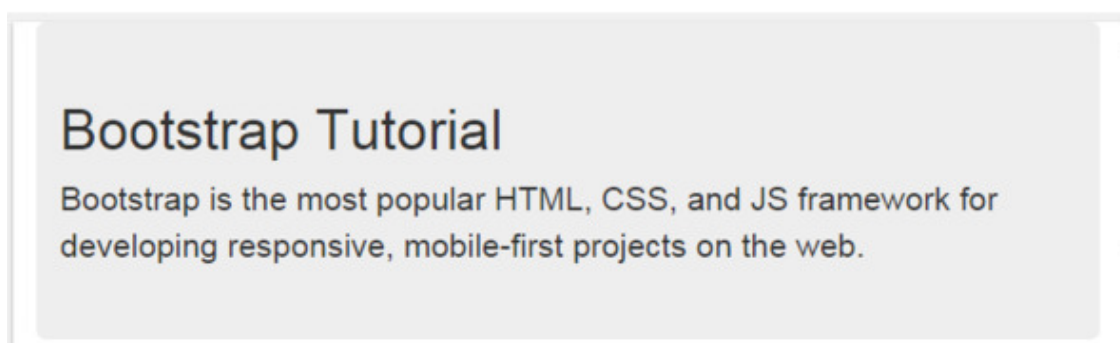 Bootstrap Tutorial
Bootstrap is the most popular HTML, CSS, and JS framework for
developing responsive, mobile-first projects on the web.